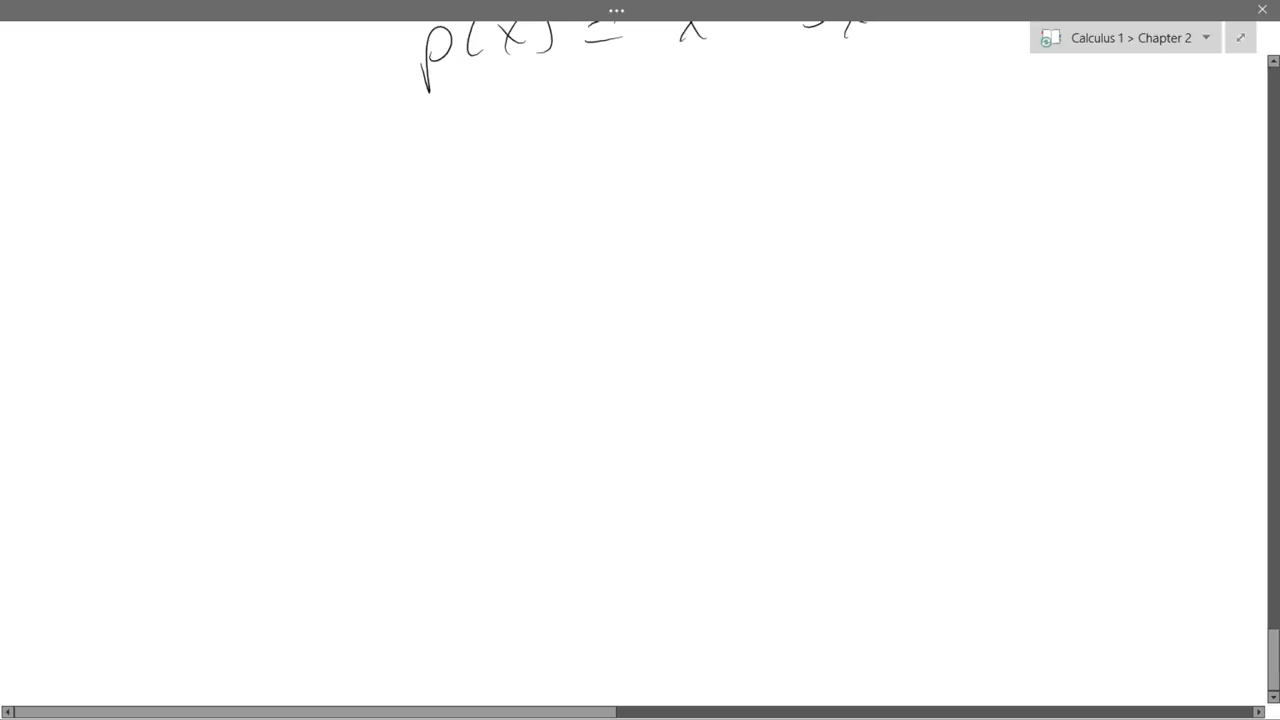 p(x) =
Calculus 1 > Chapter 2